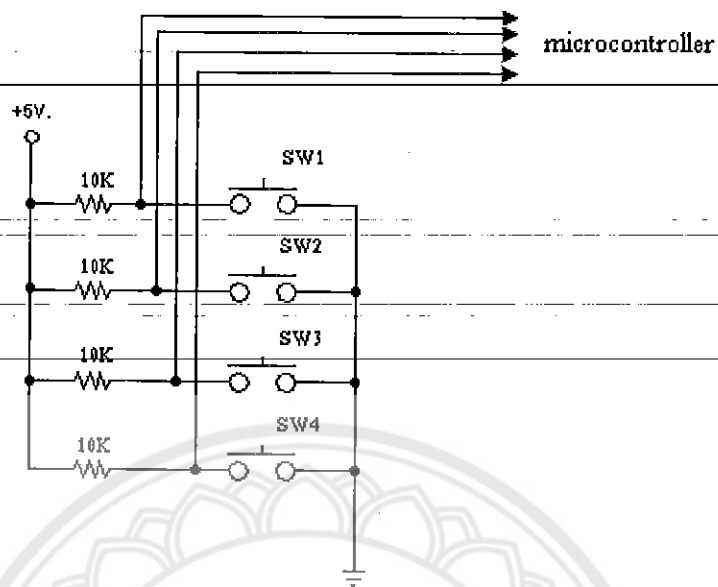 microcontroller
+5V.
SW1
10K
SW2
10K
SW3
10K
SW4
10K